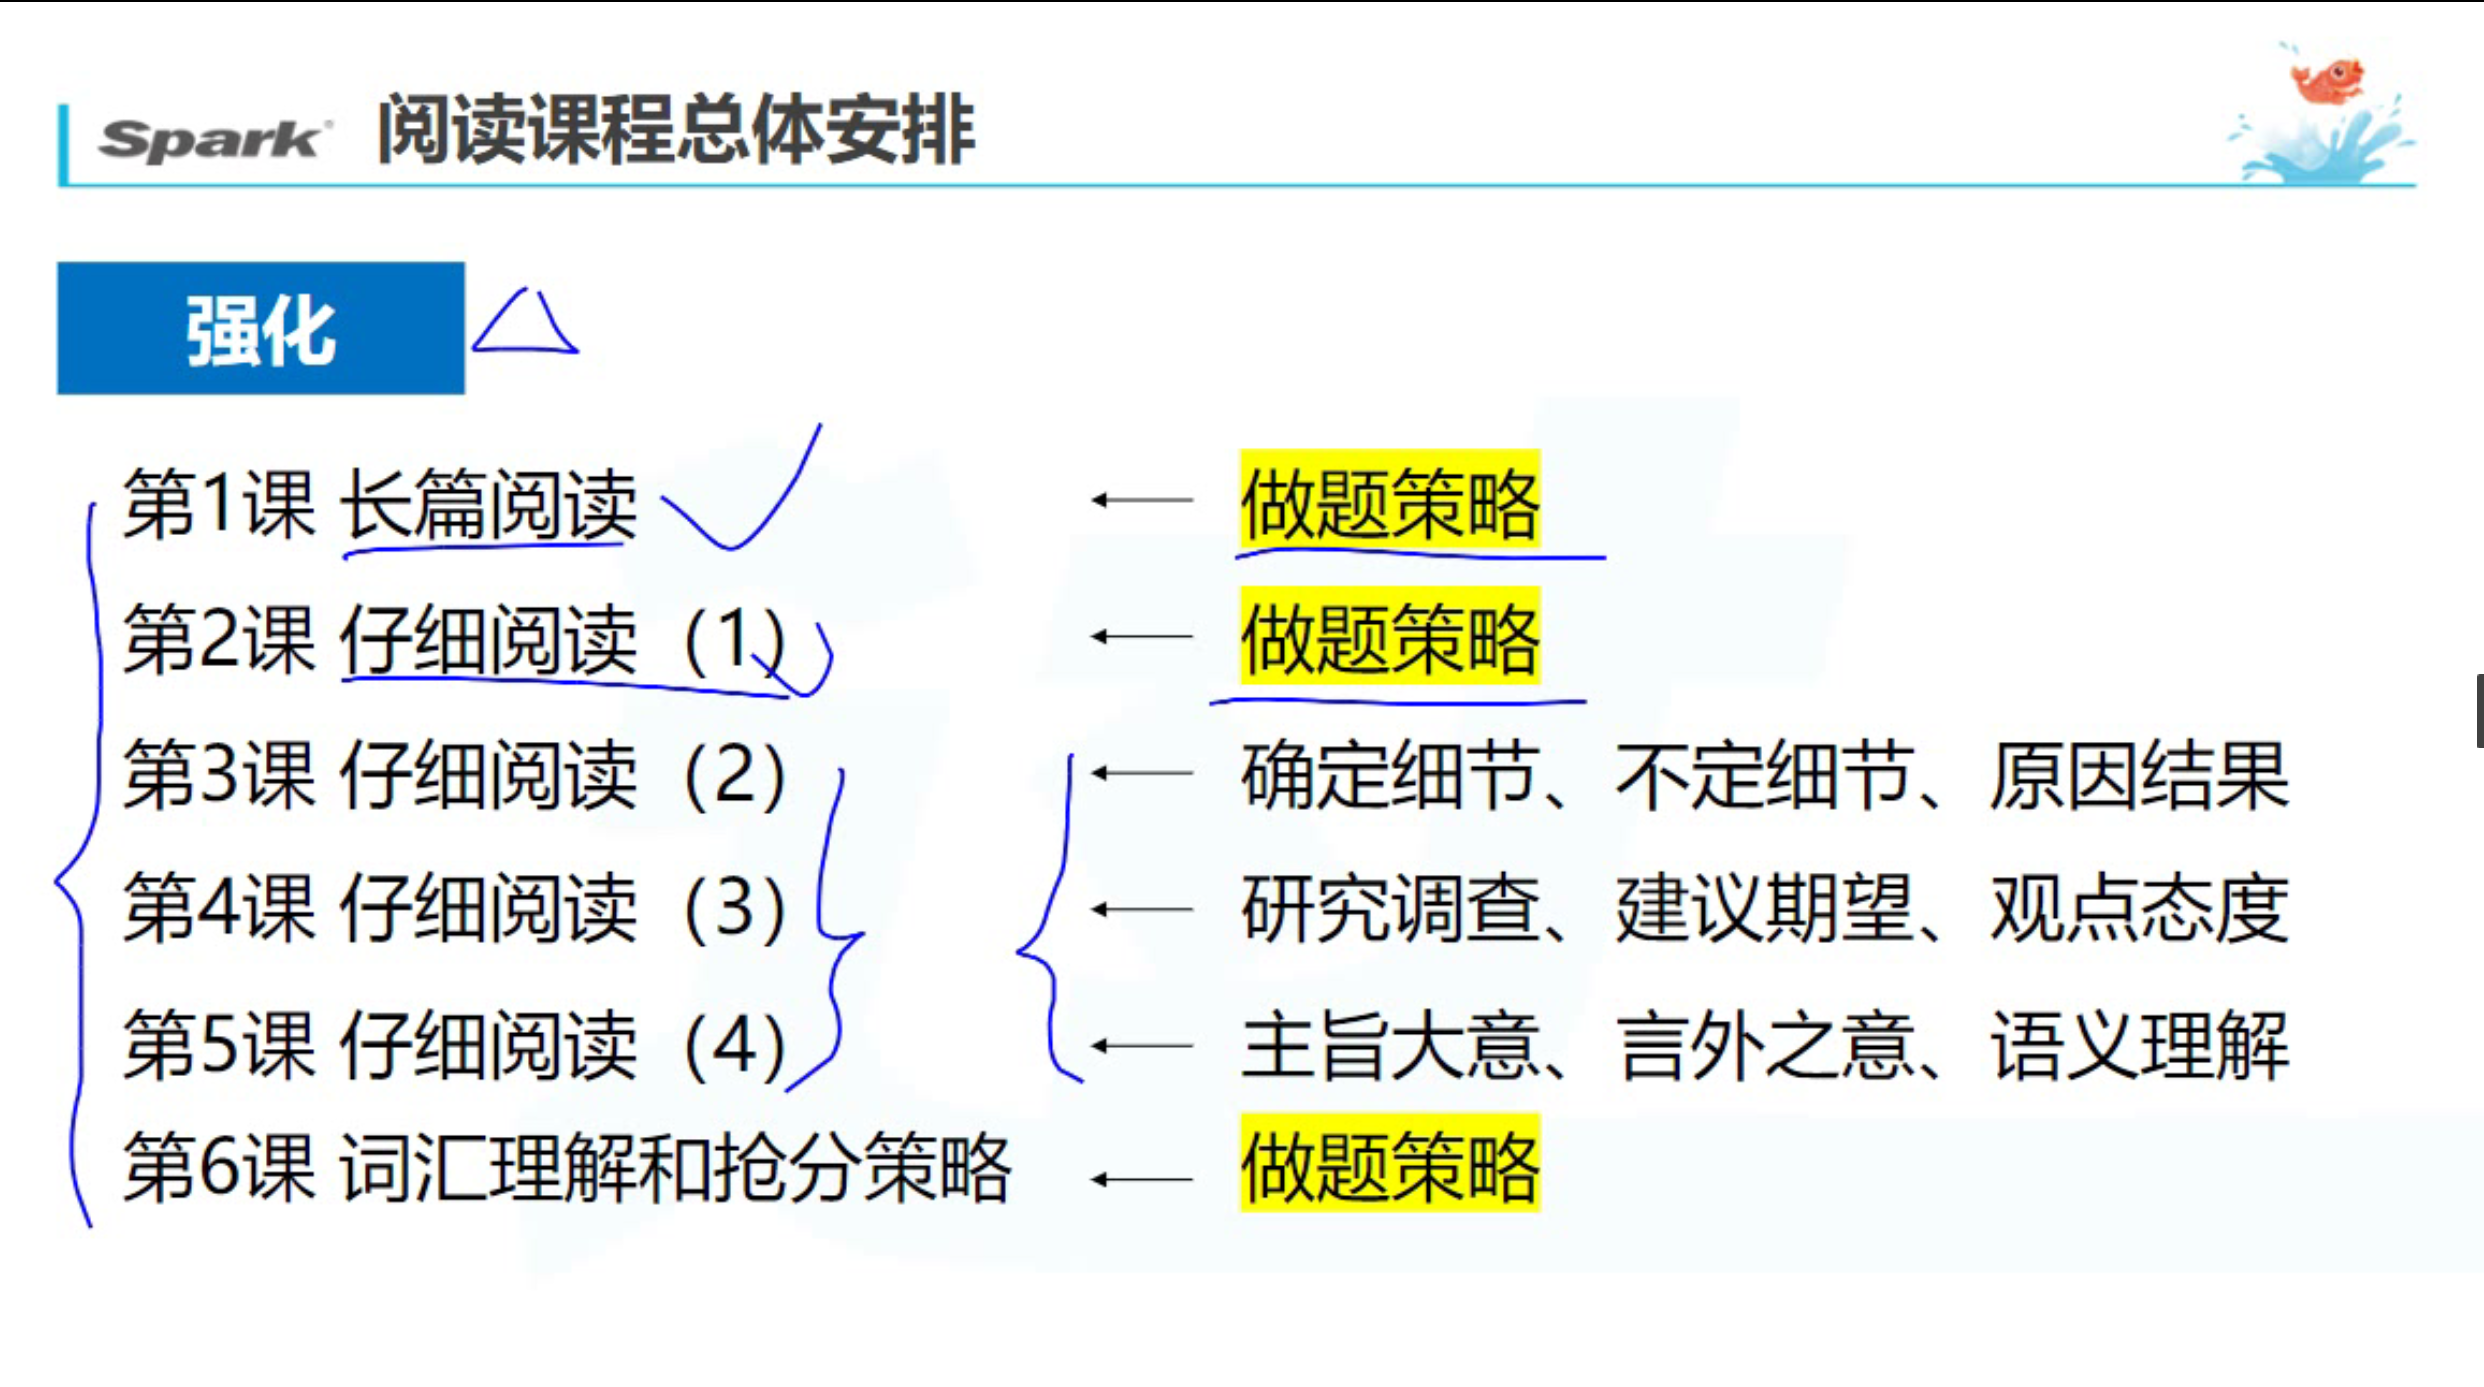 Spark 阅读课程总体安排
强化
第1课 长篇阅读 ← 做题策略
第2课 仔细阅读（1） ← 做题策略
第3课 仔细阅读（2） ← 确定细节、不定细节、原因结果
第4课 仔细阅读（3） ← 研究调查、建议期望、观点态度
第5课 仔细阅读（4） ← 主旨大意、言外之意、语义理解
第6课 词汇理解和抢分策略 ← 做题策略